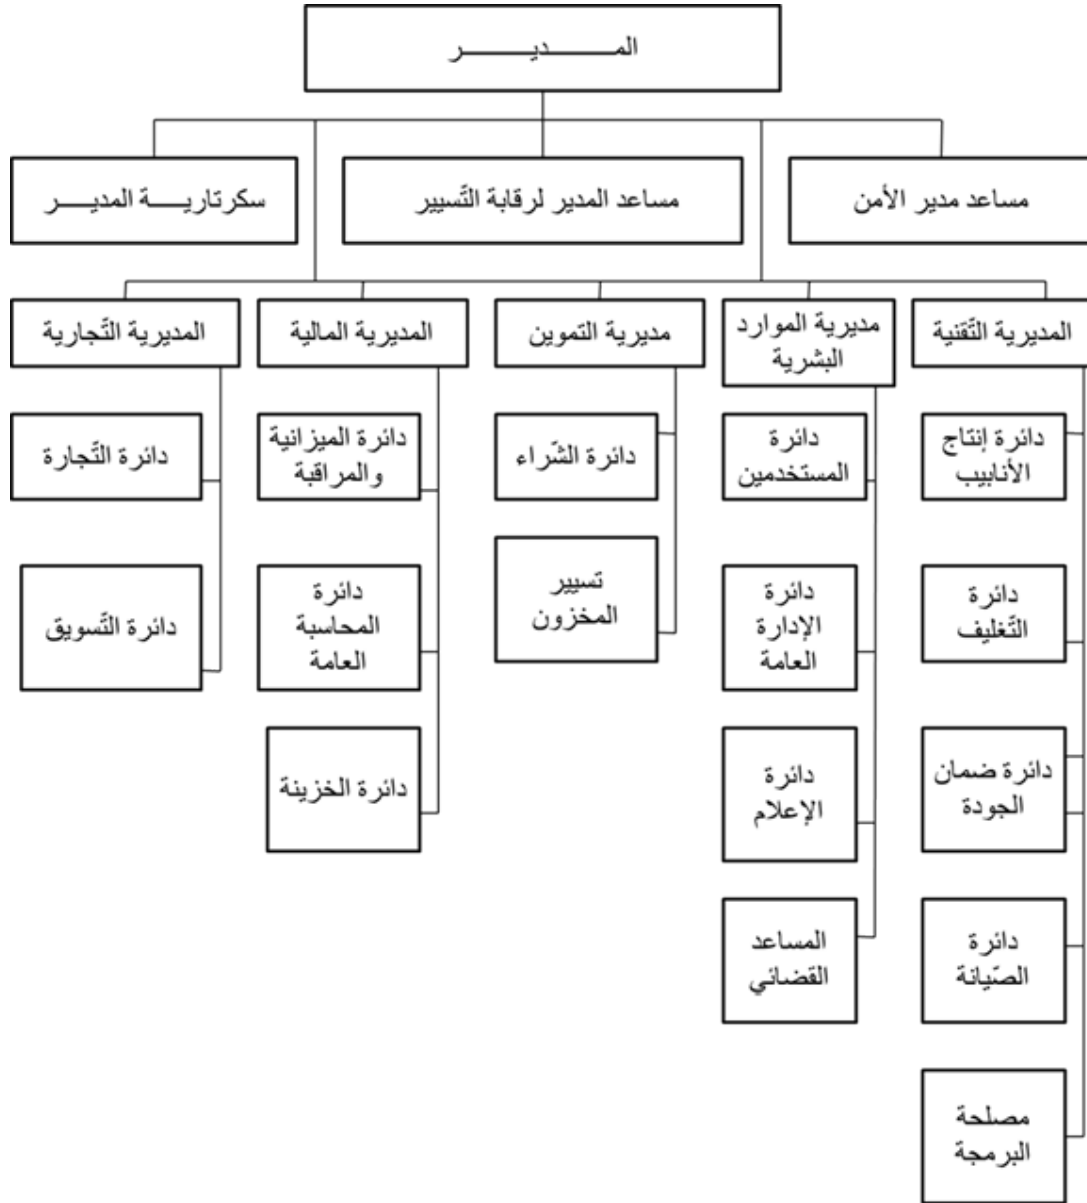 المـــــــديـــــــر
مساعد مدير الأمن
مساعد المدير لرقابة التّسيير
سكرتاريـــة المديـــر
المديرية التّقنية
مديرية الموارد
البشرية
مديرية التموين
المديرية المالية
المديرية التّجارية
دائرة إنتاج
الأنابيب
دائرة
المستخدمين
دائرة الشّراء
دائرة الميزانية
والمراقبة
دائرة التّجارة
دائرة
التّغليف
دائرة
الإدارة
العامة
تسيير
المخزون
دائرة
المحاسبة
العامة
دائرة التّسويق
دائرة ضمان
الجودة
دائرة
الإعلام
دائرة الخزينة
دائرة
الصّيانة
المساعد
القضائي
مصلحة
البرمجة